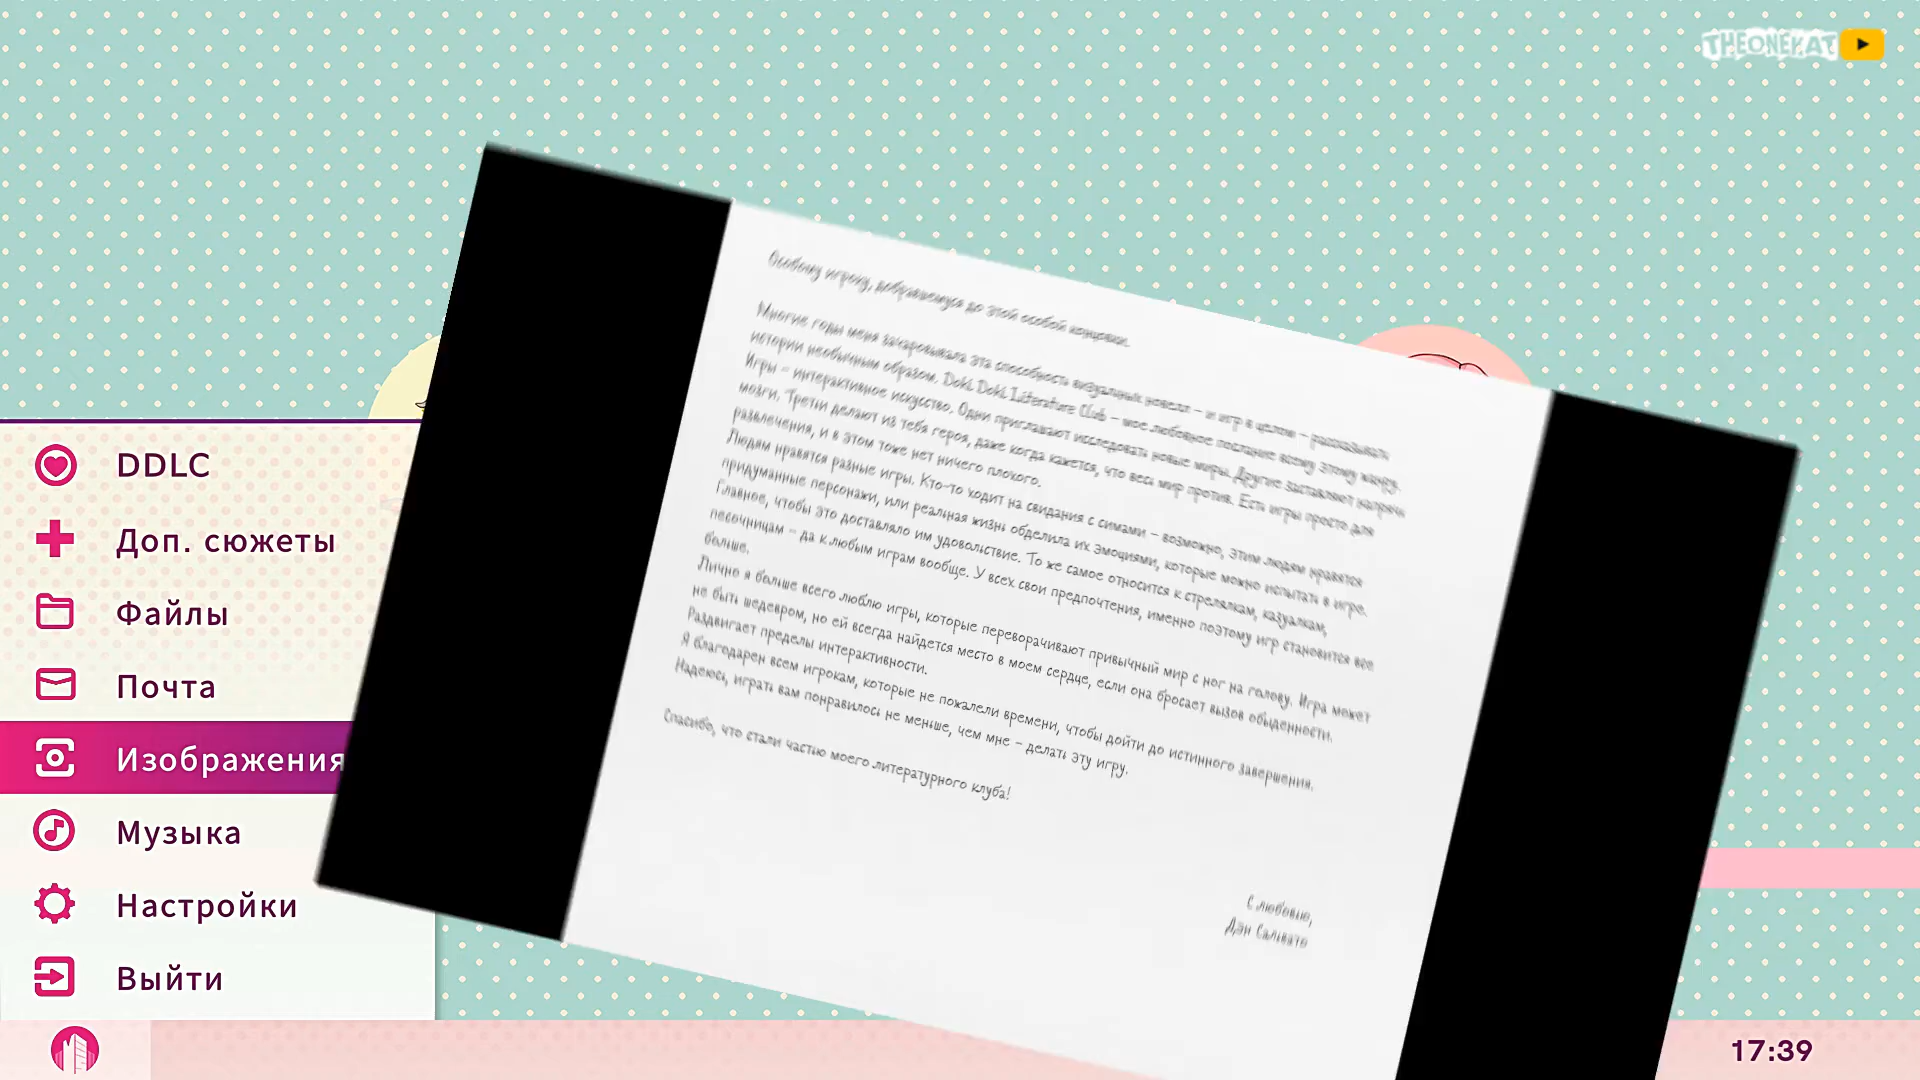 THEONEKAT
DDLC
Доп. сюжеты
Файлы
Почта
Изображения
Музыка
Настройки
Выйти
Особому игроку, добравшемуся до этой особой концовки.
Многие годы меня зачаровывала эта способность визуальных новелл – и игр в целом – рассказывать
истории необычным образом. Doki Doki Literature Club – мое любовное послание всему этому жанру.
Игры – интерактивное искусство. Одни приглашают исследовать новые миры. Другие заставляют напрячь
мозги. Третьи делают из тебя героя, даже когда кажется, что весь мир против. Есть игры просто для
развлечения, и в этом тоже нет ничего плохого.
Людям нравятся разные игры. Кто-то ходит на свидания с симами – возможно, этим людям нравятся
придуманные персонажи, или реальная жизнь обделила их эмоциями, которые можно испытать в игре.
Главное, чтобы это доставляло им удовольствие. То же самое относится к стрелялкам, казуалкам,
песочницам – да к любым играм вообще. У всех свои предпочтения, именно поэтому игр становится все
больше.
Лично я больше всего люблю игры, которые переворачивают привычный мир с ног на голову. Игра может
не быть шедевром, но ей всегда найдется место в моем сердце, если она бросает вызов обыденности.
Раздвигает пределы интерактивности.
Я благодарен всем игрокам, которые не пожалели времени, чтобы дойти до истинного завершения.
Надеюсь, играть вам понравилось не меньше, чем мне – делать эту игру.
Спасибо, что стали частью моего литературного клуба!
С любовью,
Дэн Сальвато
17:39